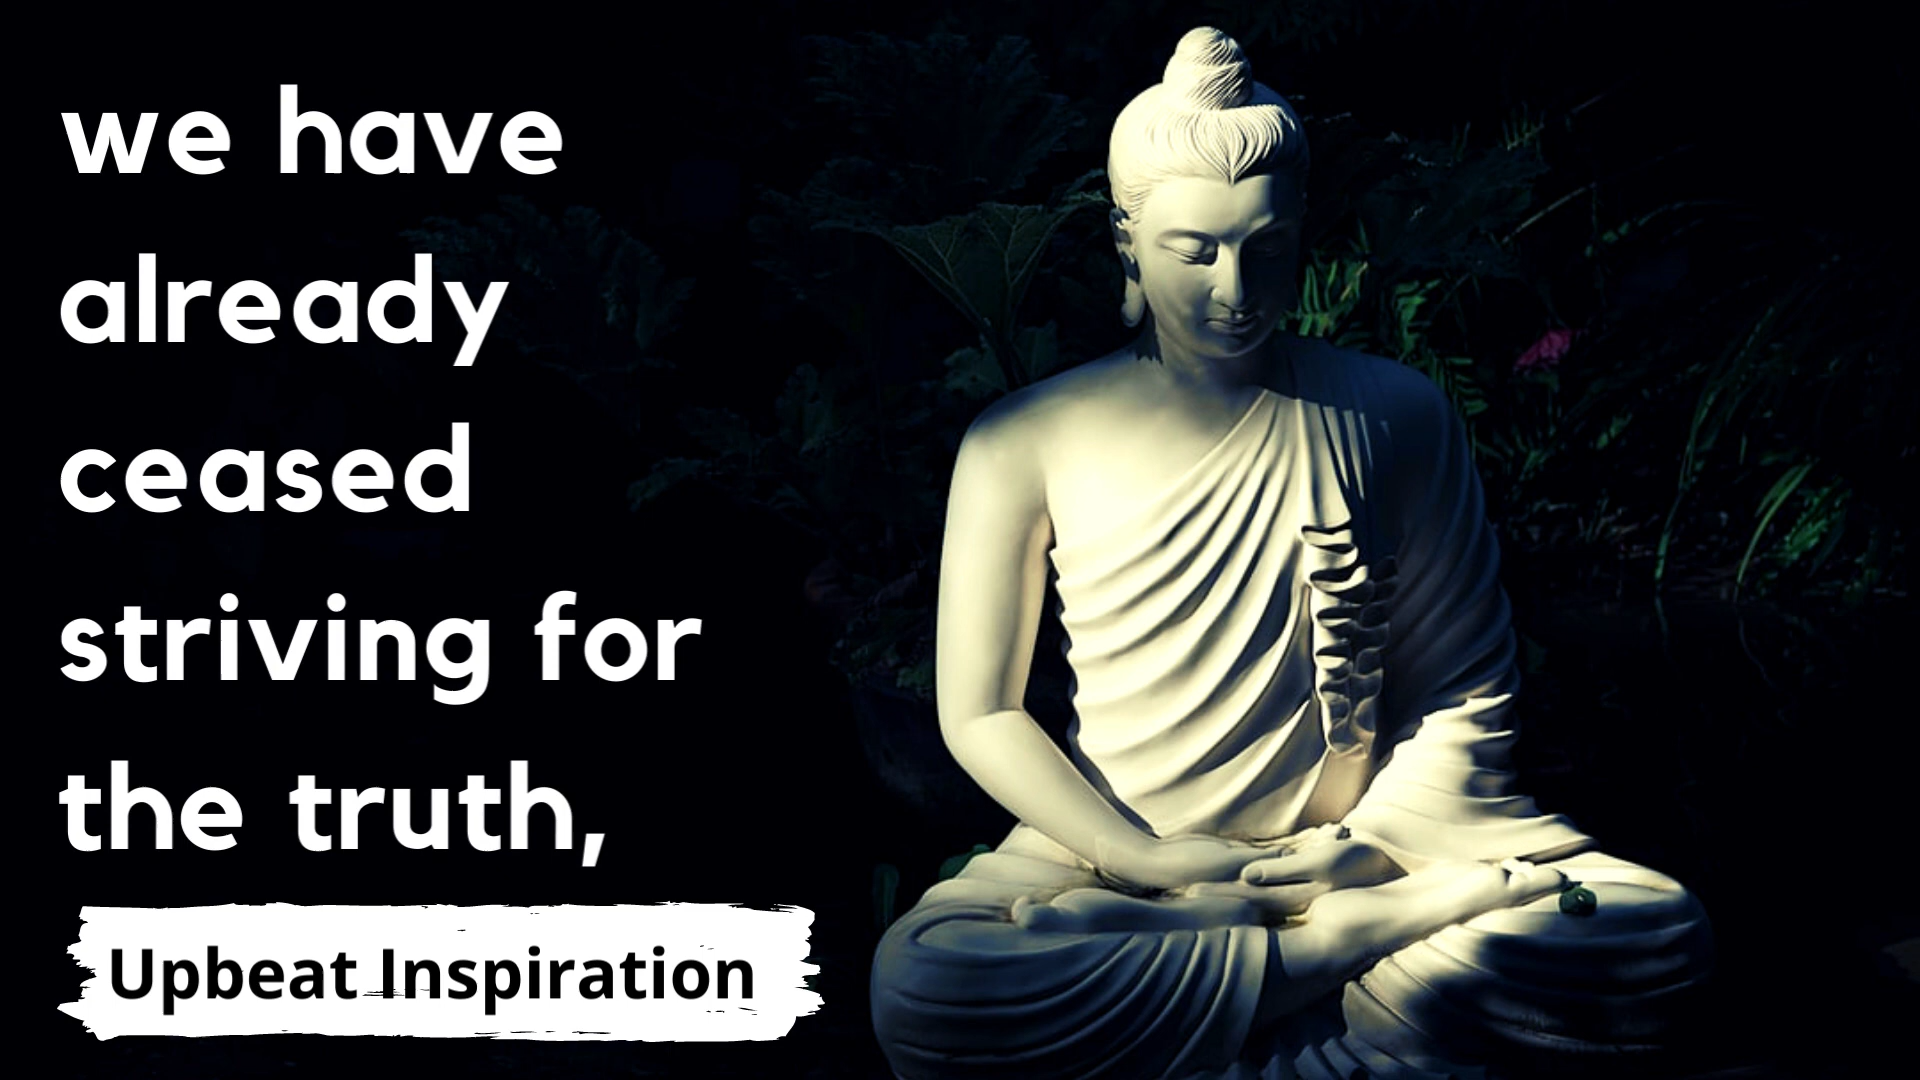 we have
already
ceased
striving for
the truth,
Upbeat Inspiration